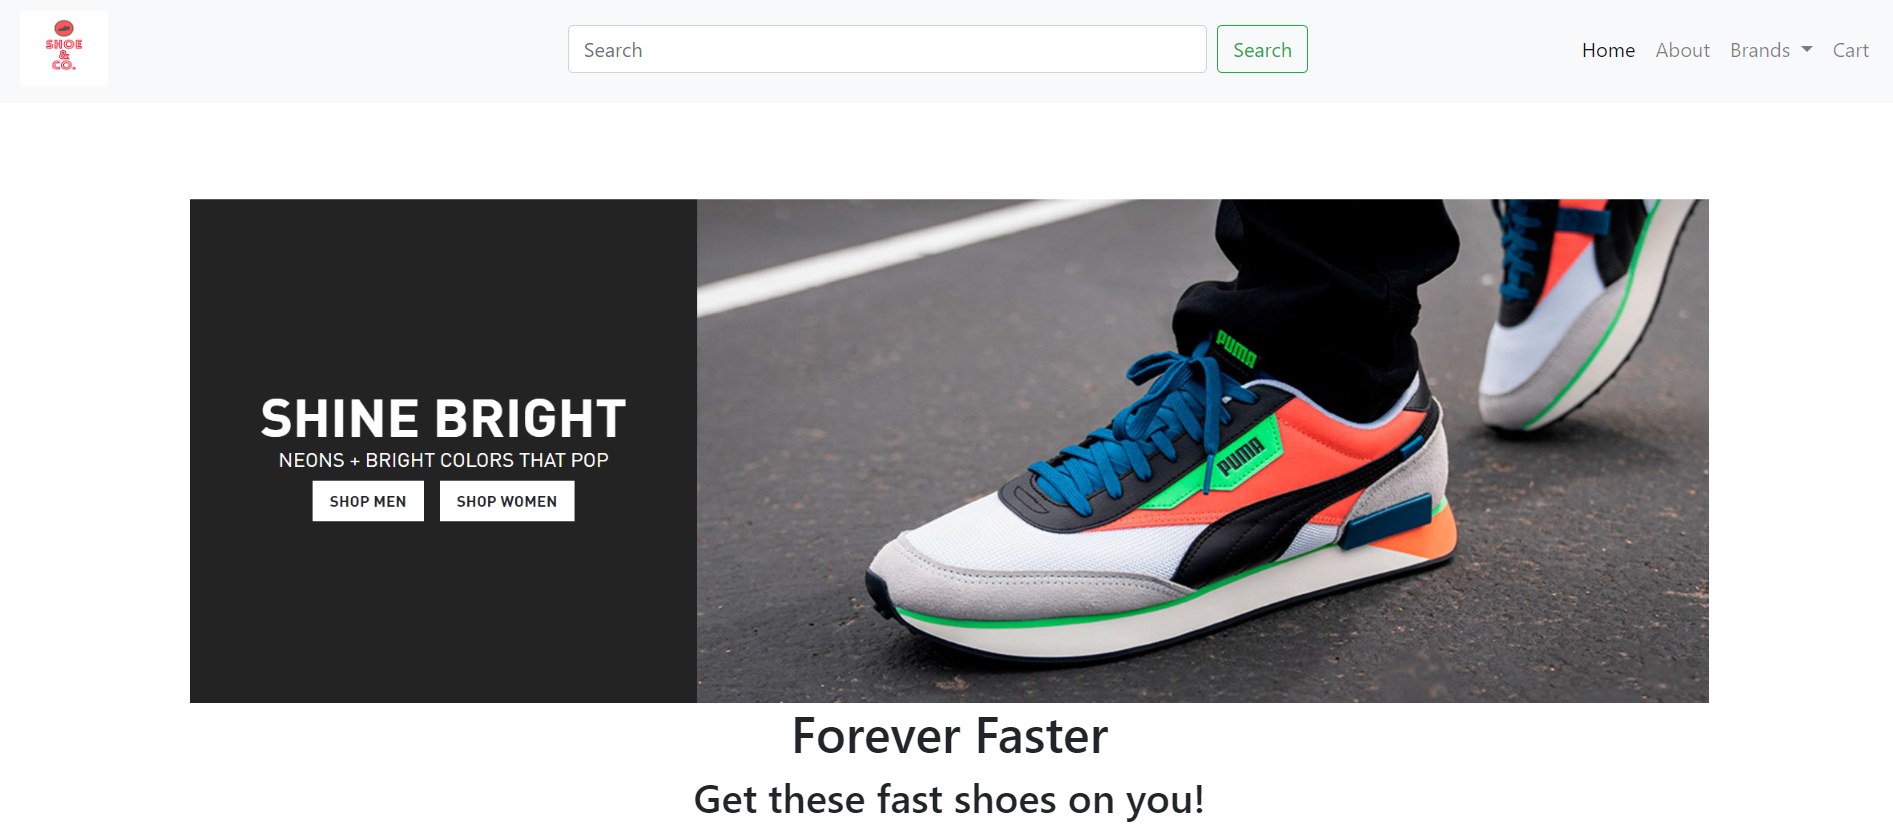 SHOE
&
CO.
Search
Search
Home About Brands Cart
SHINE BRIGHT
NEONS + BRIGHT COLORS THAT POP
SHOP MEN SHOP WOMEN
PUMA
PUMA
Forever Faster
Get these fast shoes on you!